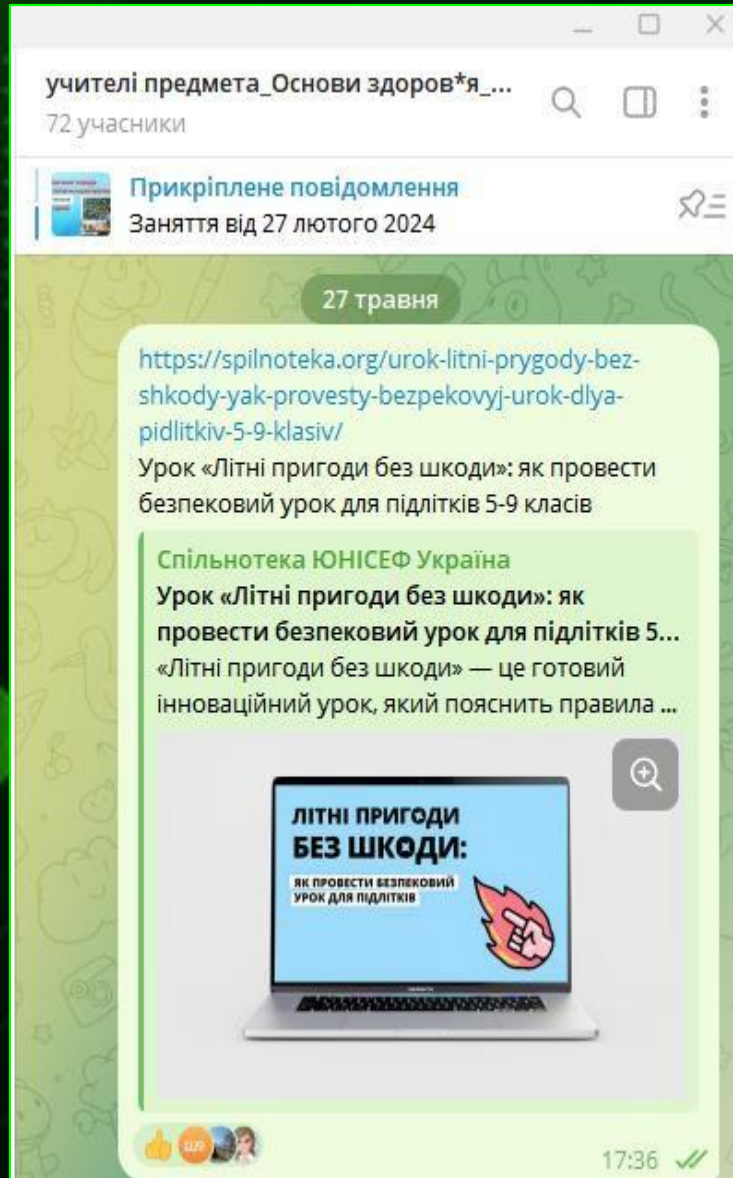 учителі предмета_Основи здоров*я_...
72 учасники
Прикріплене повідомлення
Заняття від 27 лютого 2024
27 травня
https://spilnoteka.org/urok-litni-prygody-bez-
shkody-yak-provesty-bezpekovyj-urok-dlya-
pidlitkiv-5-9-klasiv/
Урок «Літні пригоди без шкоди»: як провести
безпековий урок для підлітків 5-9 класів
Спільнотека ЮНІСЕФ Україна
Урок «Літні пригоди без шкоди»: як
провести безпековий урок для підлітків 5...
«Літні пригоди без шкоди» — це готовий
інноваційний урок, який пояснить правила ...
ЛІТНІ ПРИГОДИ
БЕЗ ШКОДИ:
ЯК ПРОВЕСТИ БЕЗПЕКОВИЙ
УРОК ДЛЯ ПІДЛІТКІВ
17:36